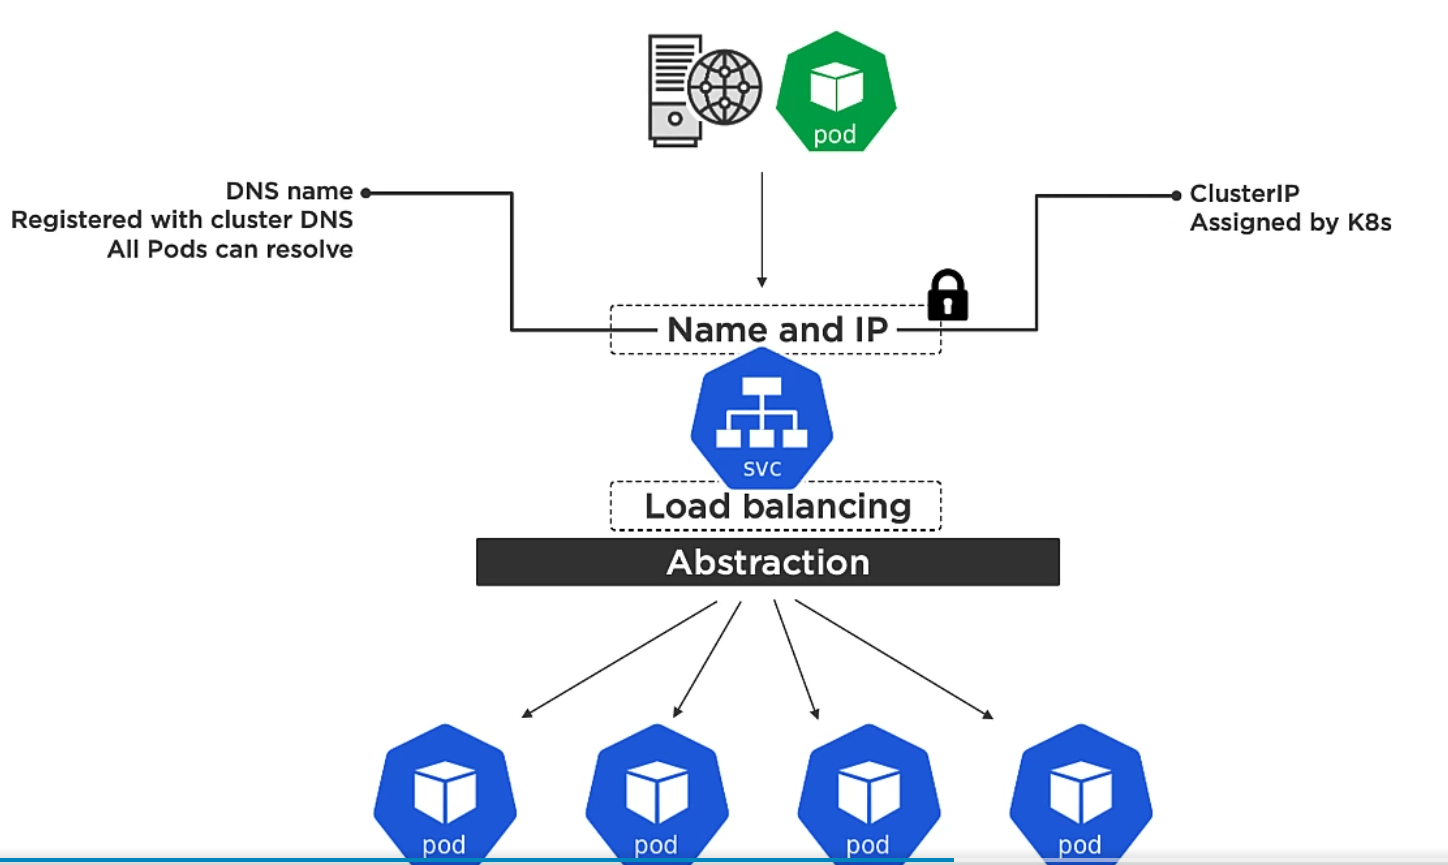 pod
DNS name
Registered with cluster DNS
All Pods can resolve
ClusterIP
Assigned by K8s
Name and IP
svc
Load balancing
Abstraction
pod
pod
pod
pod